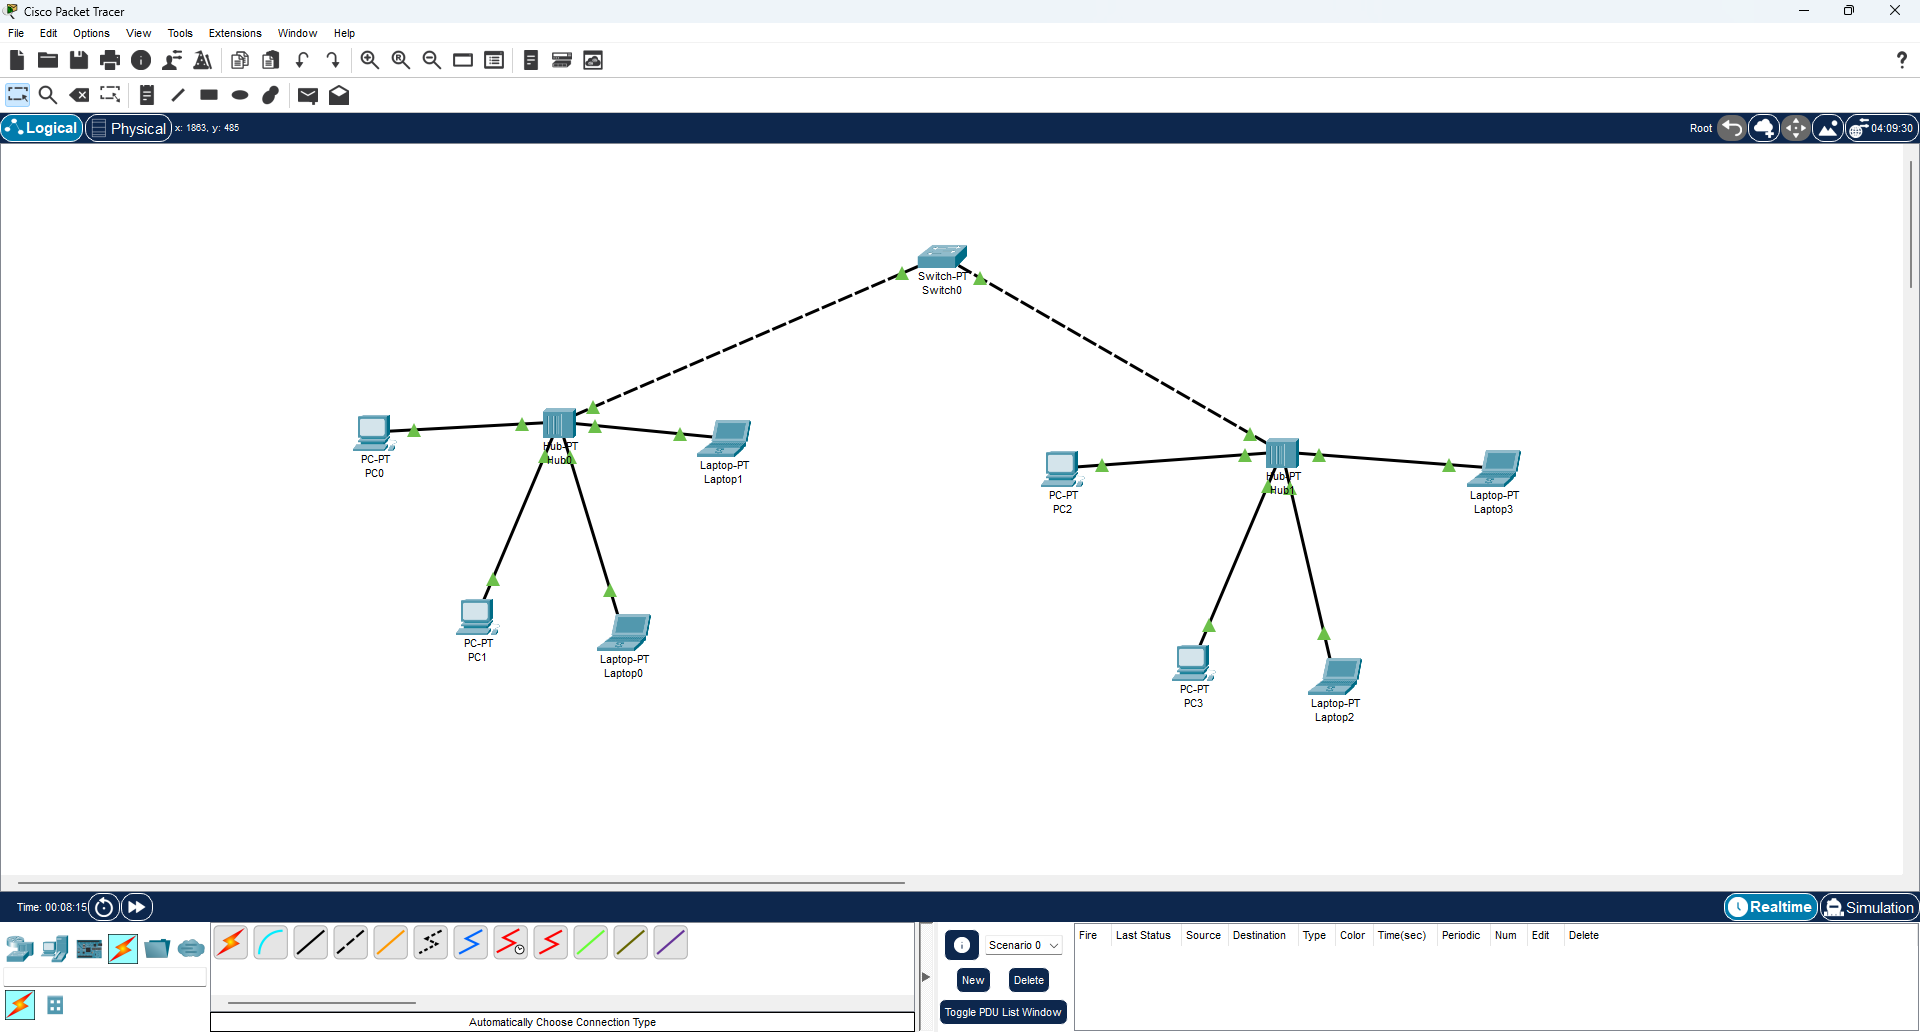 Cisco Packet Tracer
File Edit Options View Tools Extensions Window Help
Logical Physical x: 1863, y: 485 Root 04:09:30
Switch-PT
Switch0
PC-PT
PC0
Hub-PT
Hub0
Laptop-PT
Laptop1
PC-PT
PC1
Laptop-PT
Laptop0
PC-PT
PC2
Hub-PT
Hub1
Laptop-PT
Laptop3
PC-PT
PC3
Laptop-PT
Laptop2
Time: 00:08:15 Realtime Simulation
Scenario 0
New Delete
Toggle PDU List Window
Fire Last Status Source Destination Type Color Time(sec) Periodic Num Edit Delete
Automatically Choose Connection Type